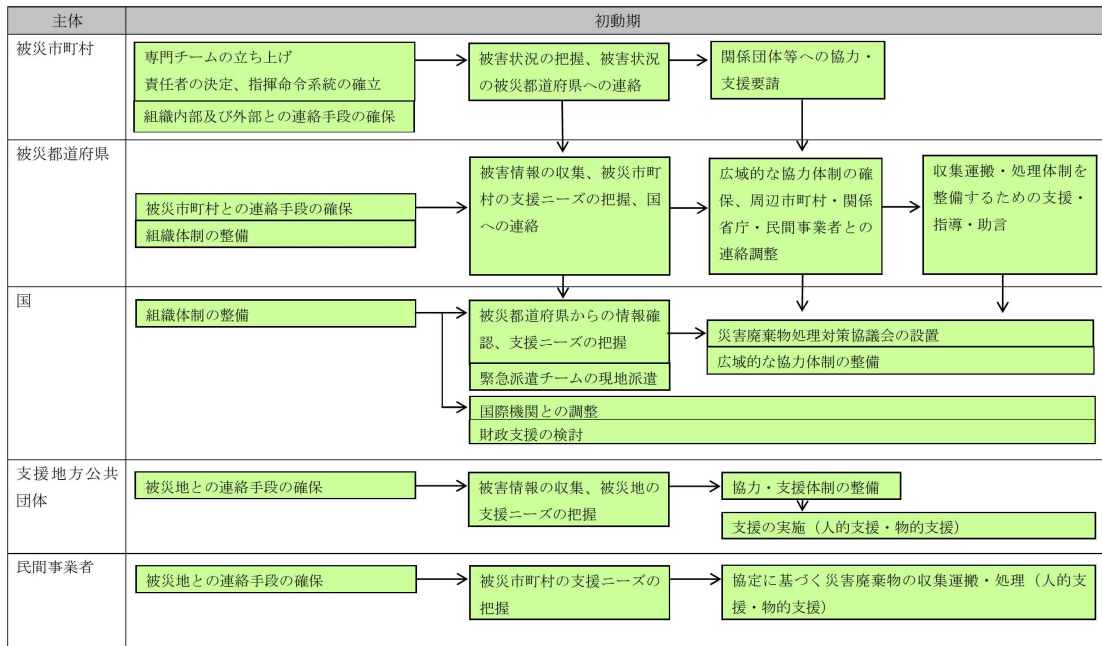 主体
初動期
被災市町村
専門チームの立ち上げ
責任者の決定、指揮命令系統の確立
組織内部及び外部との連絡手段の確保
被害状況の把握、被害状況
の被災都道府県への連絡
関係団体等への協力・
支援要請
被災都道府県
被災市町村との連絡手段の確保
組織体制の整備
被害情報の収集、被災市町
村の支援ニーズの把握、国
への連絡
広域的な協力体制の確
保、周辺市町村・関係
省庁・民間事業者との
連絡調整
収集運搬・処理体制を
整備するための支援・
指導・助言
国
組織体制の整備
被災都道府県からの情報確
認、支援ニーズの把握
緊急派遣チームの現地派遣
災害廃棄物処理対策協議会の設置
広域的な協力体制の整備
国際機関との調整
財政支援の検討
支援地方公共
団体
被災地との連絡手段の確保
被害情報の収集、被災地の
支援ニーズの把握
協力・支援体制の整備
支援の実施（人的支援・物的支援）
民間事業者
被災地との連絡手段の確保
被災市町村の支援ニーズの
把握
協定に基づく災害廃棄物の収集運搬・処理（人的支
援・物的支援）